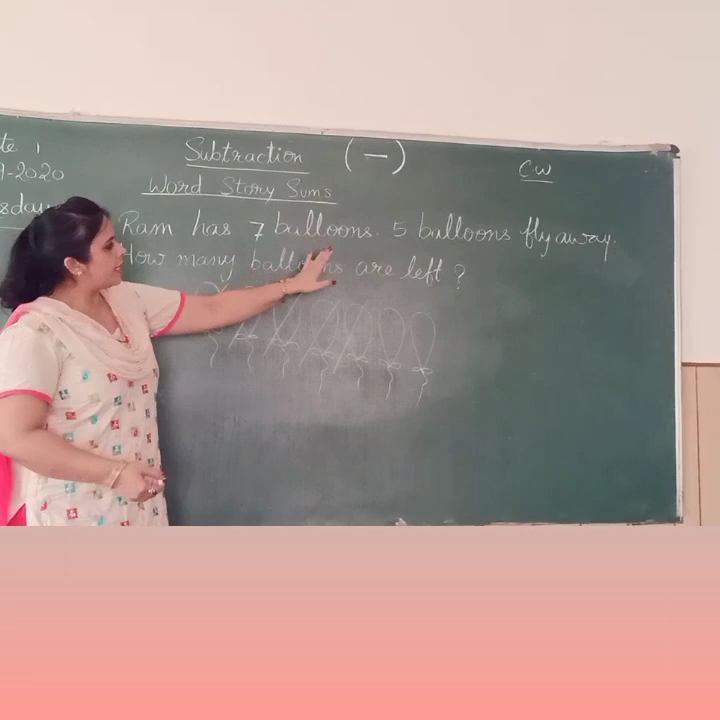 Subtraction (-)
CW
9-2020
Word Story Sums
Ram has 7 balloons. 5 balloons fly away.
How many balloons are left ?